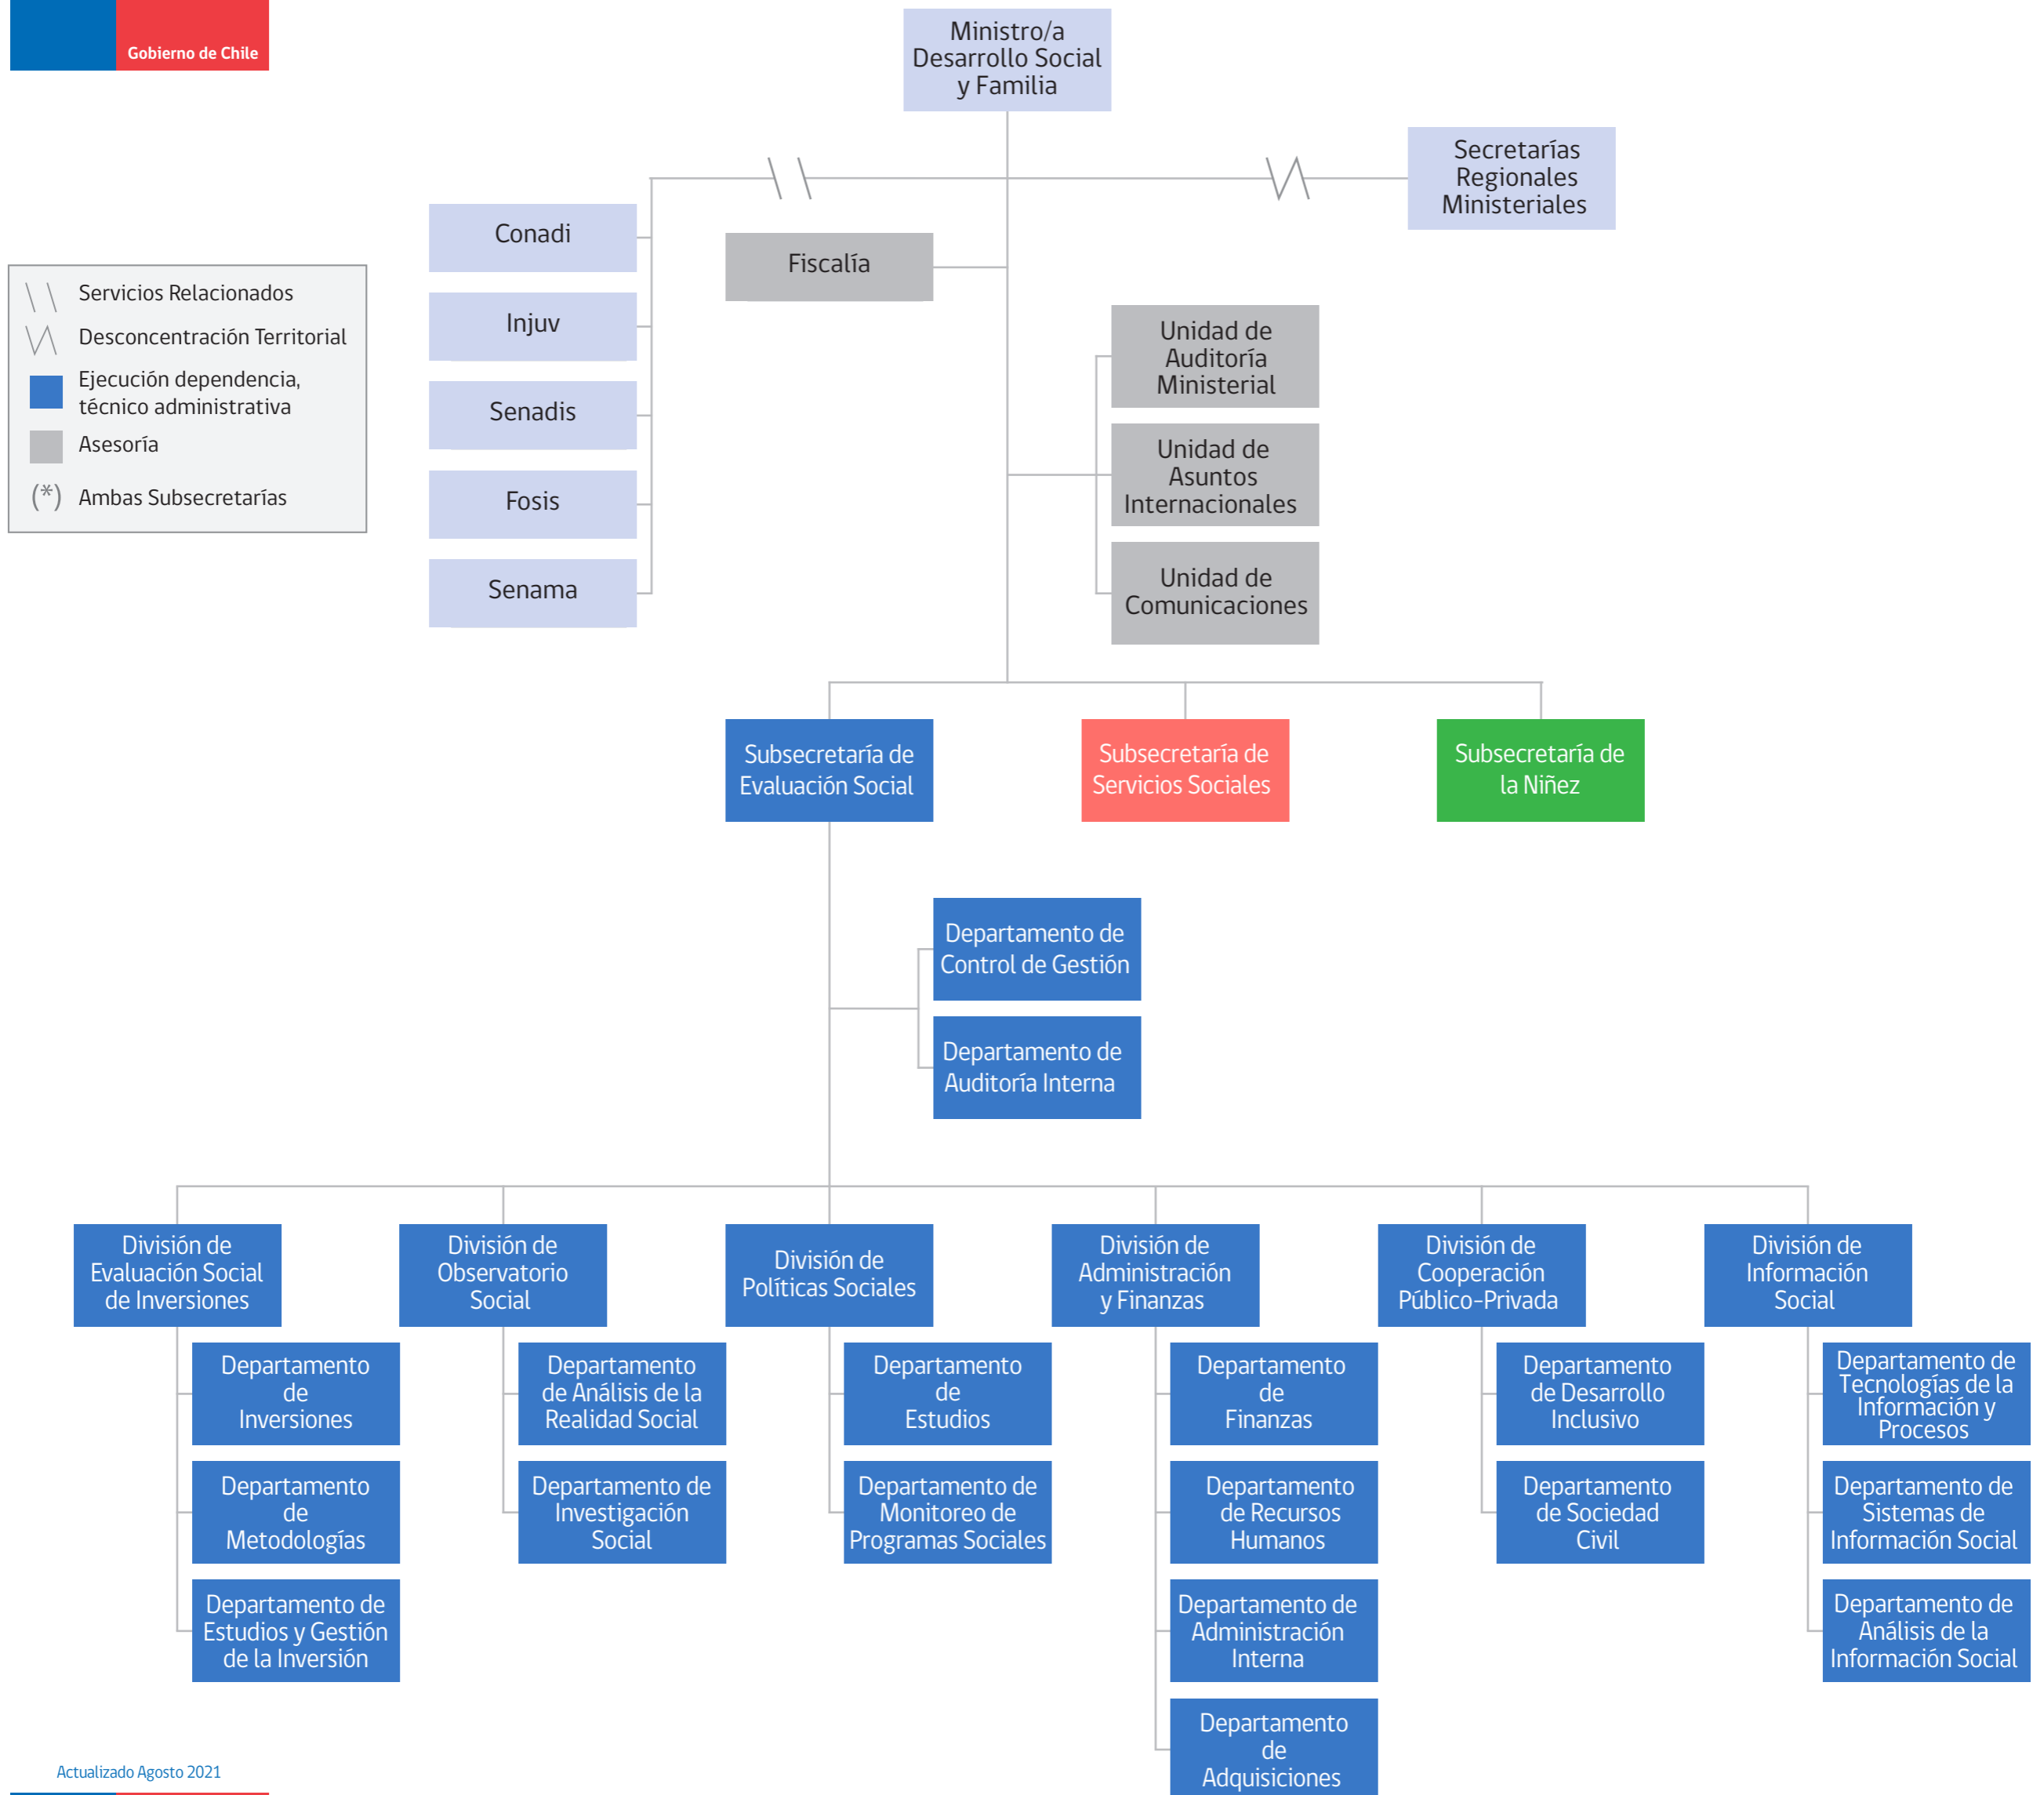 Gobierno de Chile
Ministro/a
Desarrollo Social
y Familia
Secretarías
Regionales
Ministeriales
Conadi
Injuv
Senadis
Fosis
Senama
Fiscalía
Servicios Relacionados
Desconcentración Territorial
Ejecución dependencia,
técnico administrativa
Asesoría
(*) Ambas Subsecretarías
Unidad de
Auditoría
Ministerial
Unidad de
Asuntos
Internacionales
Unidad de
Comunicaciones
Subsecretaría de
Evaluación Social
Subsecretaría de
Servicios Sociales
Subsecretaría de
la Niñez
Departamento de
Control de Gestión
Departamento de
Auditoría Interna
División de
Evaluación Social
de Inversiones
Departamento
de
Inversiones
Departamento
de
Metodologías
Departamento de
Estudios y Gestión
de la Inversión
División de
Observatorio
Social
Departamento
de Análisis de la
Realidad Social
Departamento de
Investigación
Social
División de
Políticas Sociales
Departamento
de
Estudios
Departamento de
Monitoreo de
Programas Sociales
División de
Administración
y Finanzas
Departamento
de
Finanzas
Departamento
de Recursos
Humanos
Departamento de
Administración
Interna
Departamento
de
Adquisiciones
División de
Cooperación
Público-Privada
Departamento
de Desarrollo
Inclusivo
Departamento
de Sociedad
Civil
División de
Información
Social
Departamento de
Tecnologías de la
Información y
Procesos
Departamento de
Sistemas de
Información Social
Departamento de
Análisis de la
Información Social
Actualizado Agosto 2021